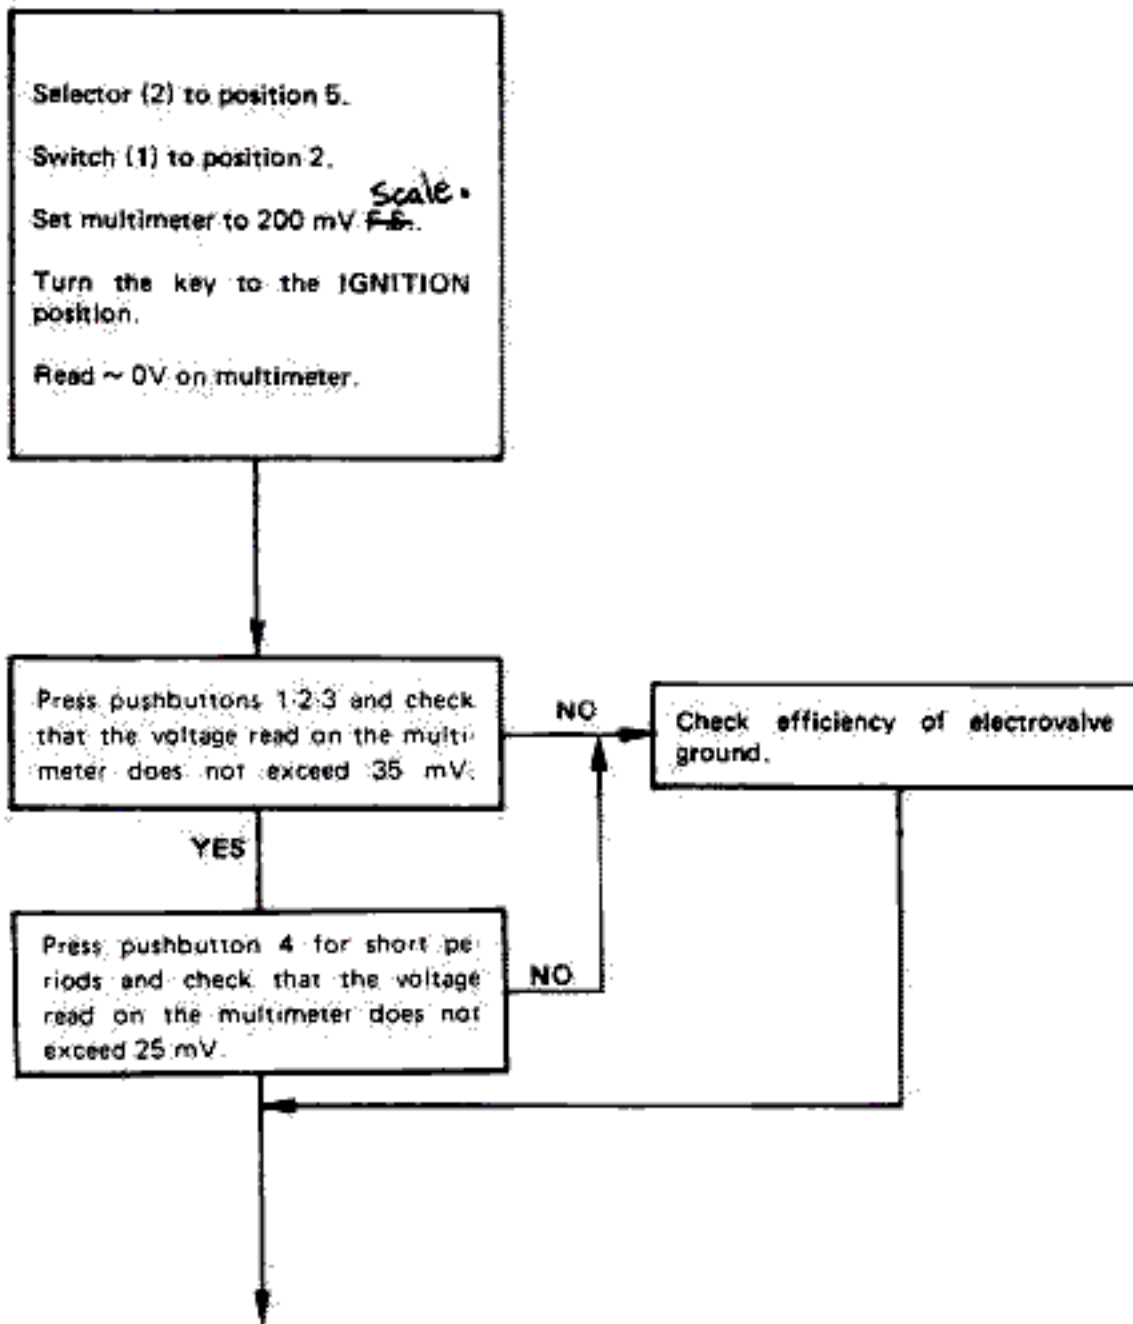 Selector (2) to position 5.
Switch (1) to position 2.
Scale.
Set multimeter to 200 mV F.S..
Turn the key to the IGNITION
position.
Read ~ 0V on multimeter.
Press pushbuttons 1-2-3 and check
that the voltage read on the multi-
meter does not exceed 35 mV.
NO
Check efficiency of electrovalve
ground.
YES
Press pushbutton 4 for short pe-
riods and check that the voltage
read on the multimeter does not
exceed 25 mV.
NO